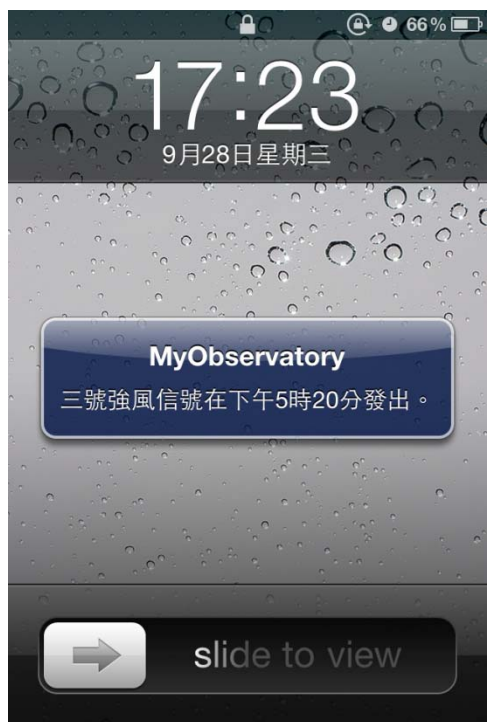 66%
17:23
9月28日星期三
MyObservatory
三號強風信號在下午5時20分發出。
slide to view